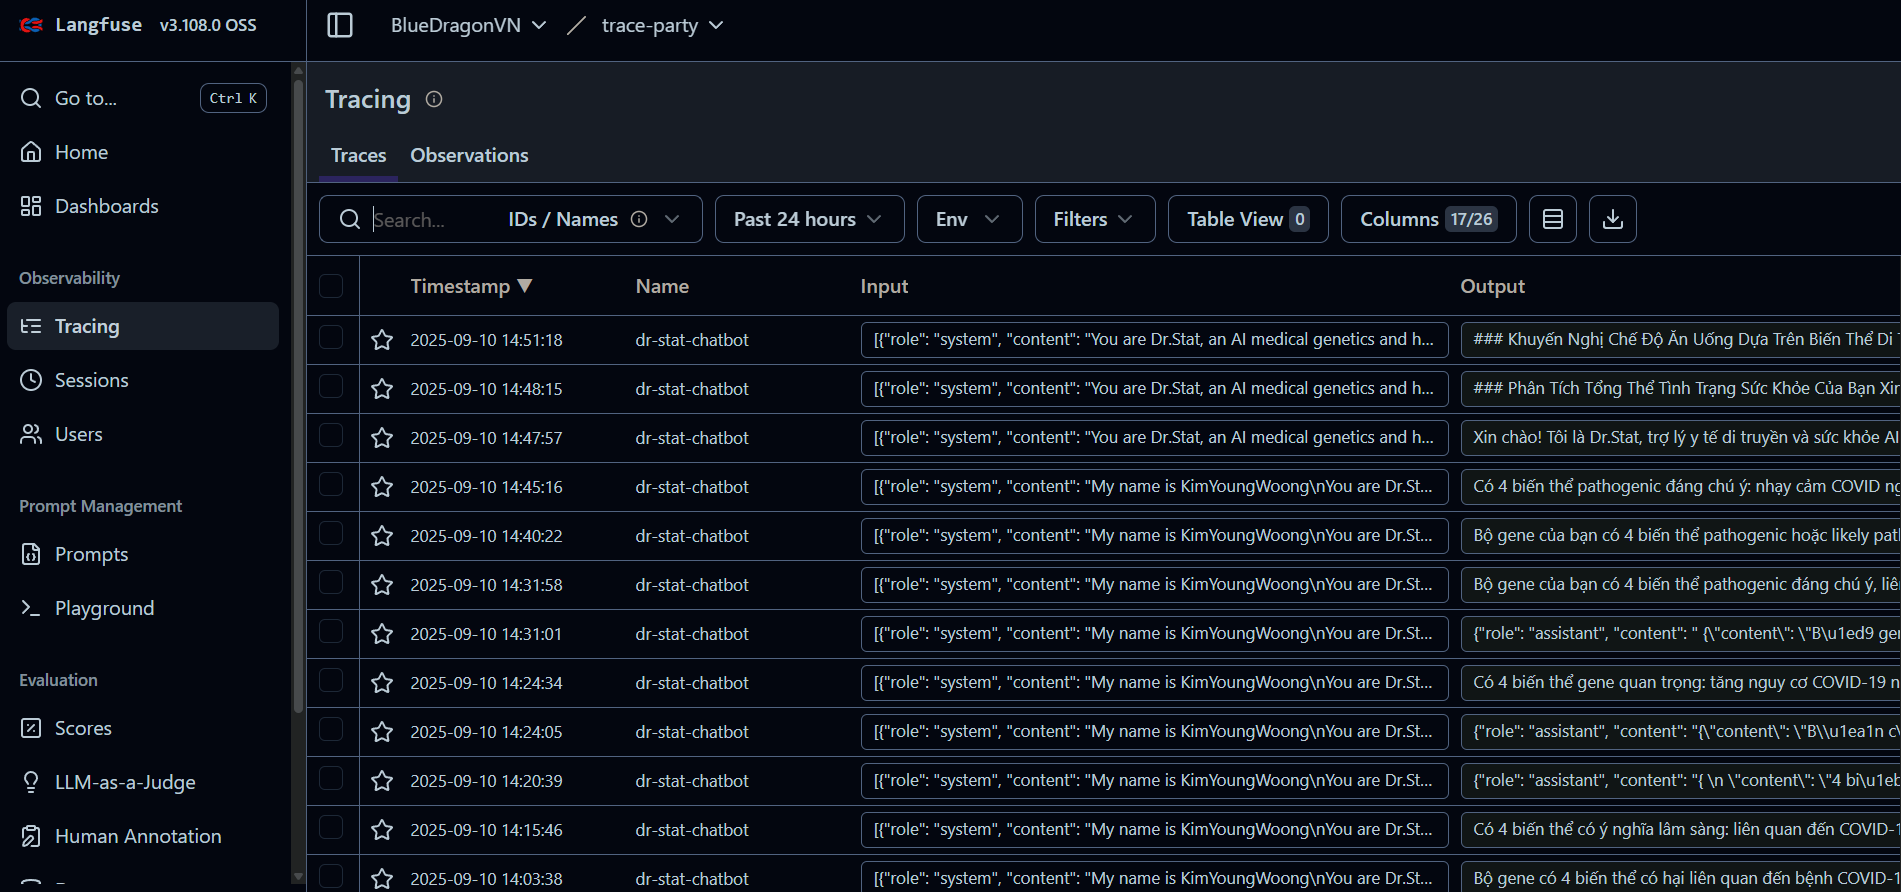 Langfuse v3.108.0 OSS
BlueDragonVN / trace-party
Go to... Ctrl K
Home
Dashboards
Observability
Tracing
Sessions
Users
Prompt Management
Prompts
Playground
Evaluation
Scores
LLM-as-a-Judge
Human Annotation
Tracing
Traces Observations
Search... IDs / Names Past 24 hours Env Filters Table View 0 Columns 17/26
Timestamp ▼ Name Input Output
2025-09-10 14:51:18 dr-stat-chatbot [{"role": "system", "content": "You are Dr.Stat, an AI medical genetics and h... ### Khuyến Nghị Chế Độ Ăn Uống Dựa Trên Biến Thể Di
2025-09-10 14:48:15 dr-stat-chatbot [{"role": "system", "content": "You are Dr.Stat, an AI medical genetics and h... ### Phân Tích Tổng Thể Tình Trạng Sức Khỏe Của Bạn Xin
2025-09-10 14:47:57 dr-stat-chatbot [{"role": "system", "content": "You are Dr.Stat, an AI medical genetics and h... Xin chào! Tôi là Dr.Stat, trợ lý y tế di truyền và sức khỏe AI
2025-09-10 14:45:16 dr-stat-chatbot [{"role": "system", "content": "My name is KimYoungWoong\nYou are Dr.St... Có 4 biến thể pathogenic đáng chú ý: nhạy cảm COVID
2025-09-10 14:40:22 dr-stat-chatbot [{"role": "system", "content": "My name is KimYoungWoong\nYou are Dr.St... Bộ gene của bạn có 4 biến thể pathogenic hoặc likely
2025-09-10 14:31:58 dr-stat-chatbot [{"role": "system", "content": "My name is KimYoungWoong\nYou are Dr.St... Bộ gene của bạn có 4 biến thể pathogenic đáng chú ý,
2025-09-10 14:31:01 dr-stat-chatbot [{"role": "system", "content": "My name is KimYoungWoong\nYou are Dr.St... {"role": "assistant", "content": " {\"content\": \"B\u1ed9
2025-09-10 14:24:34 dr-stat-chatbot [{"role": "system", "content": "My name is KimYoungWoong\nYou are Dr.St... Có 4 biến thể gene quan trọng: tăng nguy cơ COVID-19
2025-09-10 14:24:05 dr-stat-chatbot [{"role": "system", "content": "My name is KimYoungWoong\nYou are Dr.St... {"role": "assistant", "content": "{\"content\": \"B\\u1ea1n
2025-09-10 14:20:39 dr-stat-chatbot [{"role": "system", "content": "My name is KimYoungWoong\nYou are Dr.St... {"role": "assistant", "content": "{ \n \"content\": \"4
2025-09-10 14:15:46 dr-stat-chatbot [{"role": "system", "content": "My name is KimYoungWoong\nYou are Dr.St... Có 4 biến thể có ý nghĩa lâm sàng: liên quan đến
2025-09-10 14:03:38 dr-stat-chatbot [{"role": "system", "content": "My name is KimYoungWoong\nYou are Dr.St... Bộ gene có 4 biến thể có hại liên quan đến bệnh